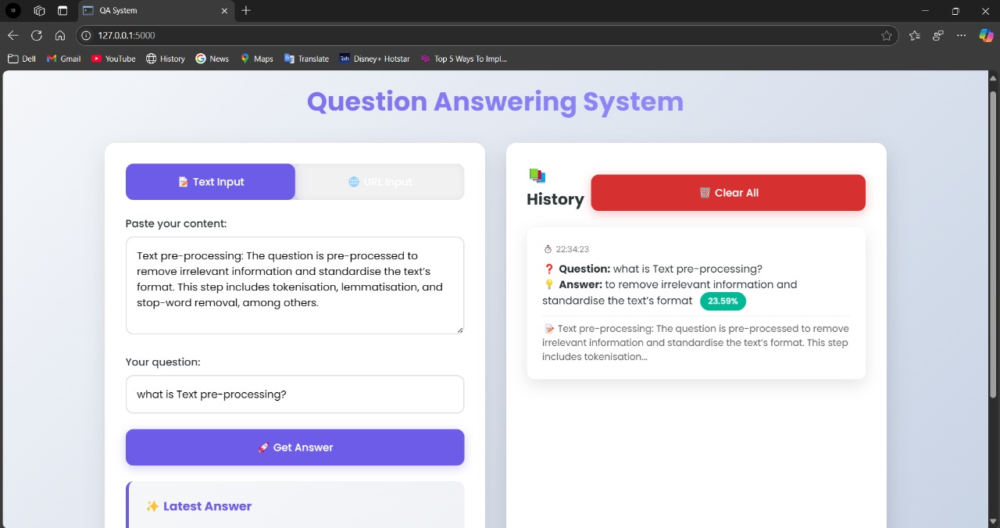 QA System
127.0.0.1:5000
Dell Gmail YouTube History News Maps Translate Disney+ Hotstar Top 5 Ways To Impl...
Question Answering System
Text Input
URL Input
Paste your content:
Text pre-processing: The question is pre-processed to
remove irrelevant information and standardise the text's
format. This step includes tokenisation, lemmatisation, and
stop-word removal, among others.
Your question:
what is Text pre-processing?
Get Answer
Latest Answer
History
Clear All
22:34:23
Question: what is Text pre-processing?
Answer: to remove irrelevant information and
standardise the text's format 23.59%
Text pre-processing: The question is pre-processed to remove
irrelevant information and standardise the text's format. This step
includes tokenisation...